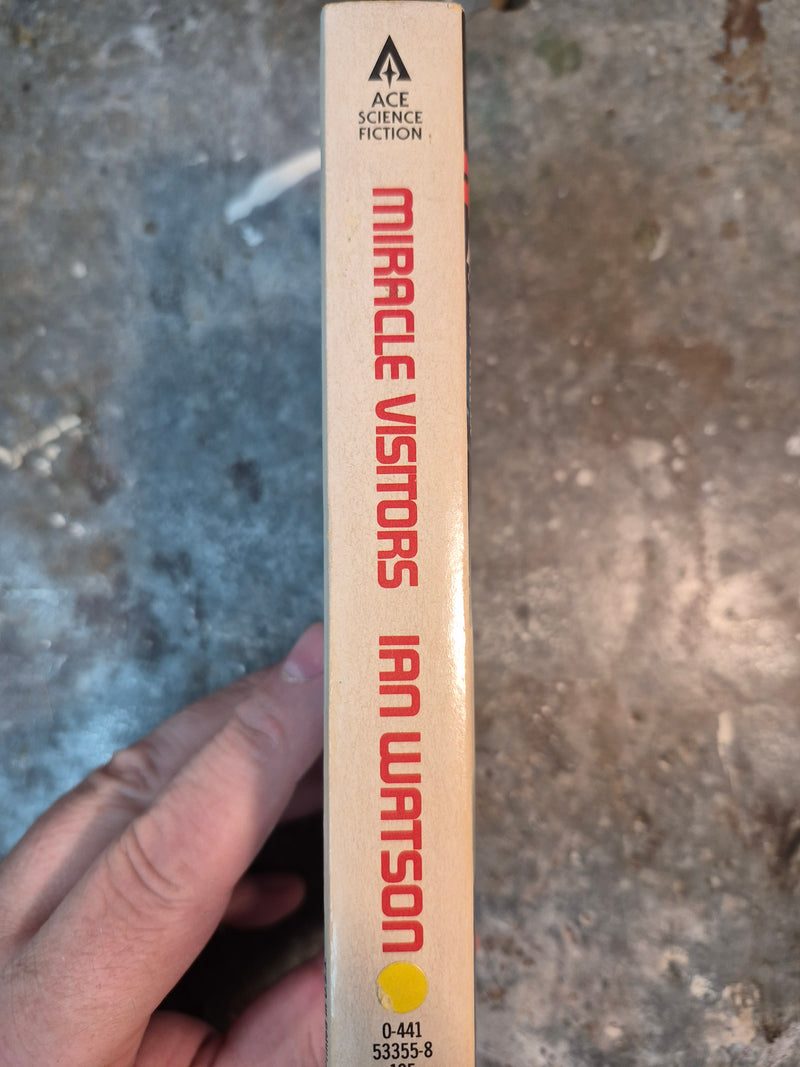 ACE
SCIENCE
FICTION
MIRACLE VISITORS IAN WATSON
0-441
53355-8